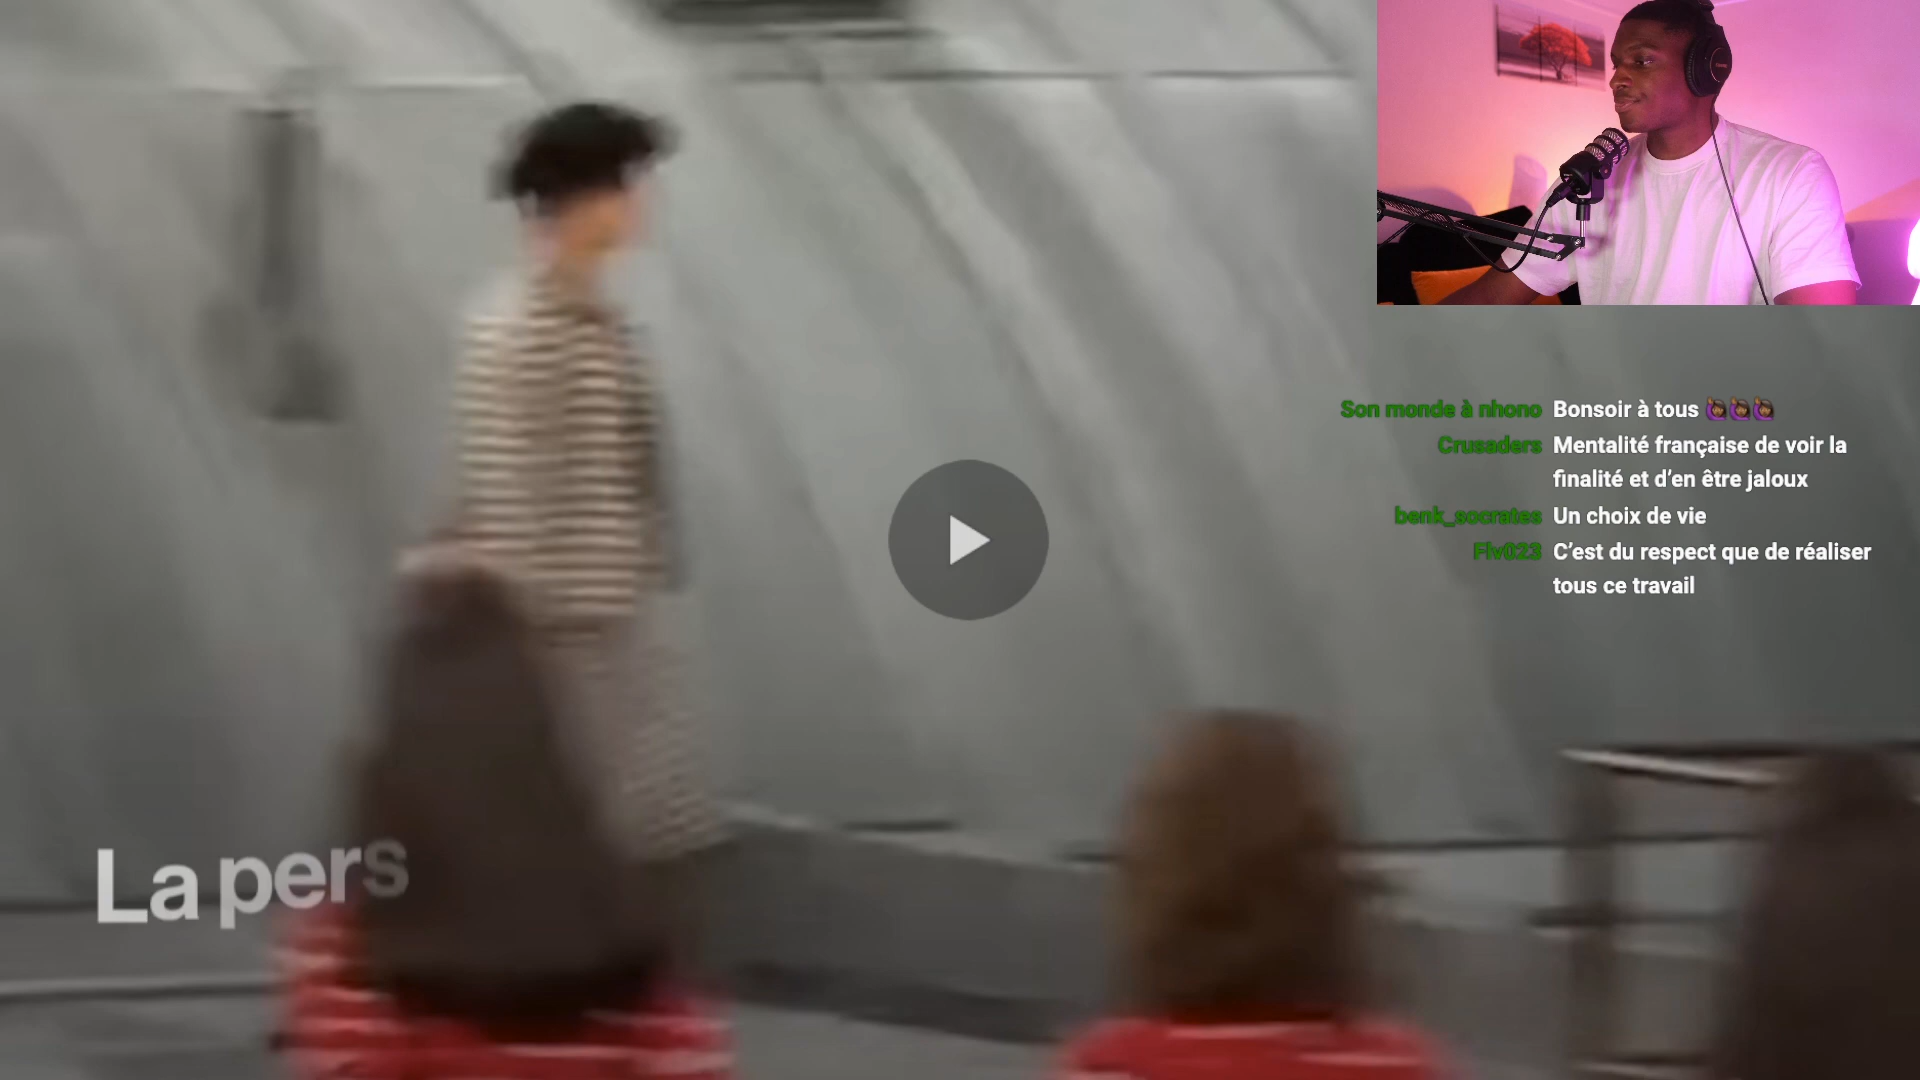 Son monde à nhono Bonsoir à tous 🙋🏾‍♀️🙋🏾‍♀️🙋🏾‍♀️
Crusaders Mentalité française de voir la
finalité et d'en être jaloux
benk_socrates Un choix de vie
Flv023 C'est du respect que de réaliser
tous ce travail
La pers